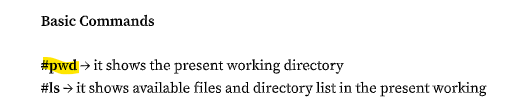 Basic Commands
#pwd → it shows the present working directory
#ls → it shows available files and directory list in the present working